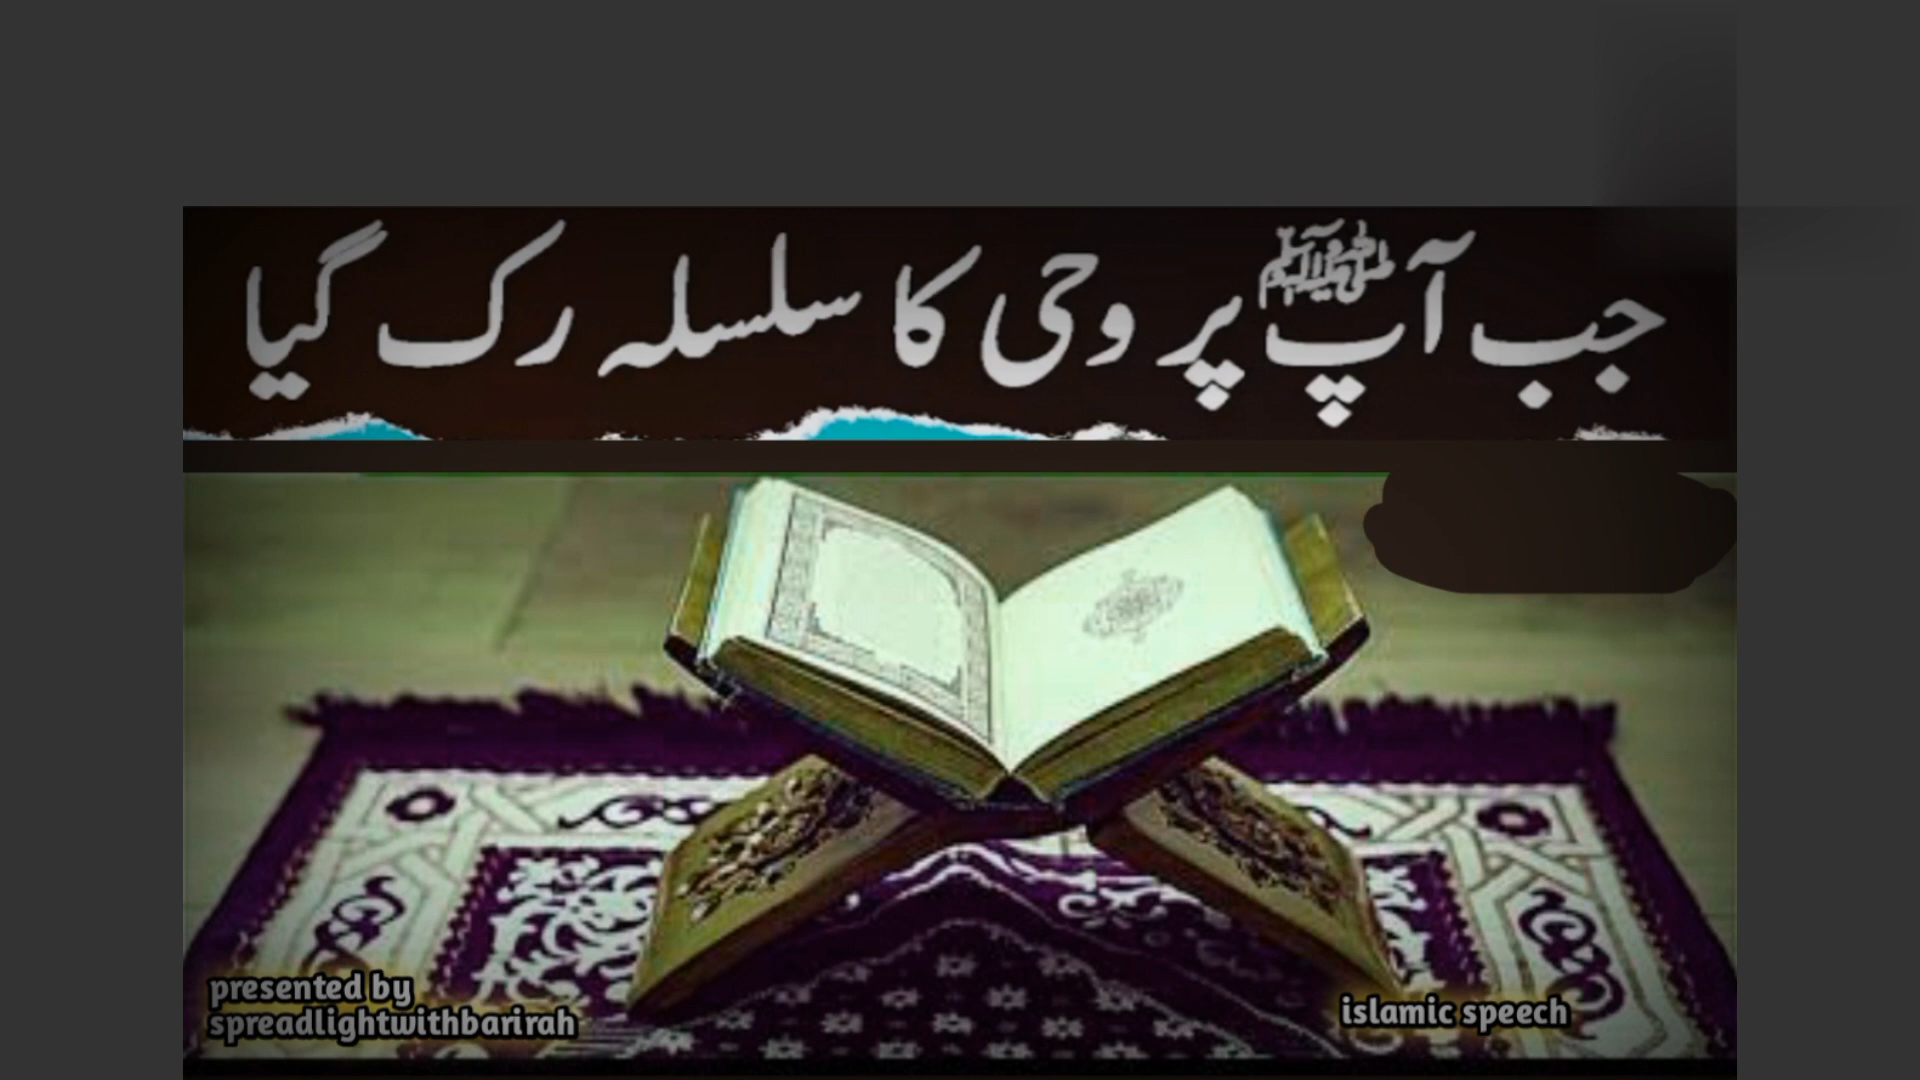 جب آپ ﷺ پر وحی کا سلسلہ رک گیا
presented by
spreadlightwithbarirah
islamic speech